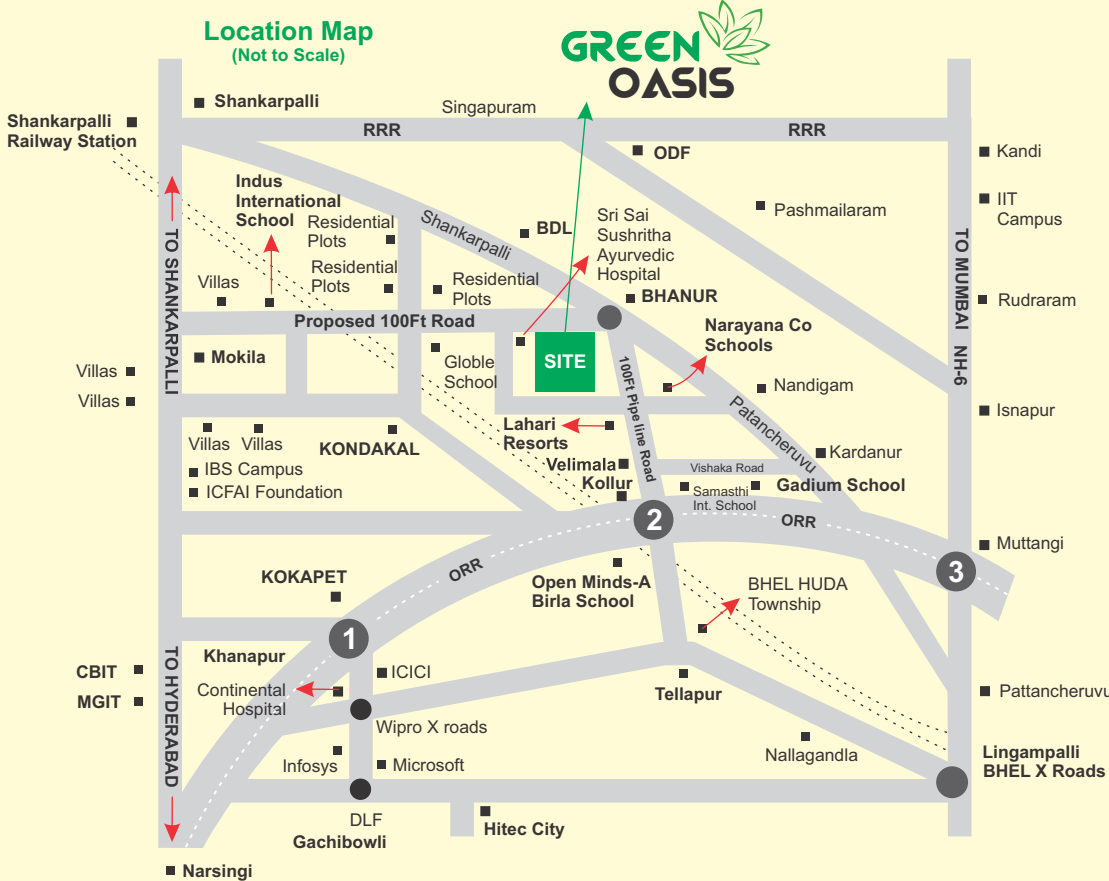 Location Map
(Not to Scale)
GREEN
OASIS
Shankarpalli
Singapuram
Shankarpalli
Railway Station
RRR
RRR
ODF
Kandi
Indus
International
School
Residential
Plots
Shankarpalli
BDL
Sri Sai
Sushritha
Ayurvedic
Hospital
Pashmailaram
IIT
Campus
TO SHANKARPALLI
TO MUMBAI NH-6
Villas
Residential
Plots
Residential
Plots
BHANUR
Rudraram
Proposed 100Ft Road
Narayana Co
Schools
Mokila
Globle
School
SITE
100Ft Pipe line Road
Villas
Villas
Nandigam
Patancheruvu
Isnapur
Villas
Villas
KONDAKAL
Lahari
Resorts
Kardanur
IBS Campus
ICFAI Foundation
Velimala
Kollur
Vishaka Road
Gadium School
Samasthi
Int. School
2
ORR
Muttangi
3
ORR
KOKAPET
Open Minds-A
Birla School
BHEL HUDA
Township
1
Khanapur
CBIT
MGIT
TO HYDERABAD
Continental
Hospital
ICICI
Tellapur
Pattancheruvu
Wipro X roads
Nallagandla
Infosys
Microsoft
Lingampalli
BHEL X Roads
DLF
Gachibowli
Hitec City
Narsingi